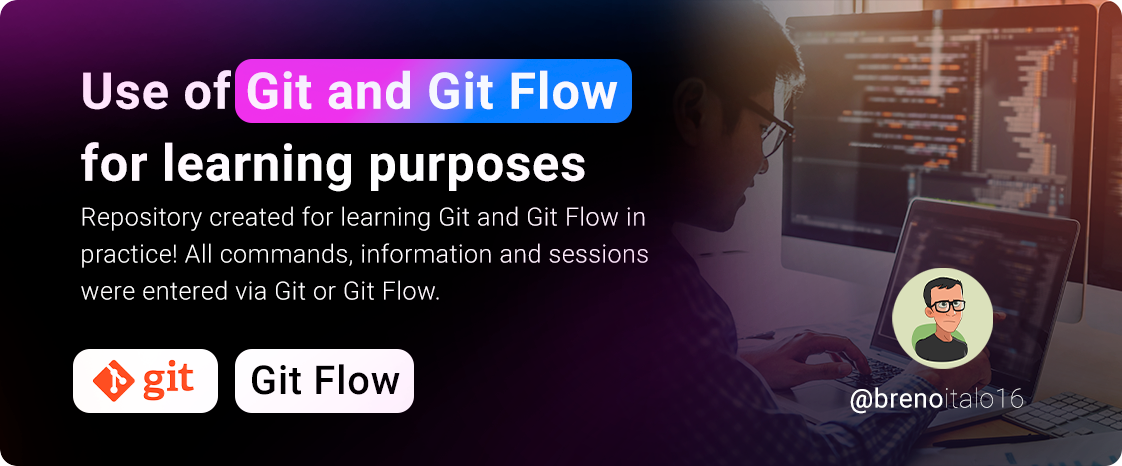 Use of Git and Git Flow
for learning purposes
Repository created for learning Git and Git Flow in
practice! All commands, information and sessions
were entered via Git or Git Flow.
git
Git Flow
@brenoitalo16